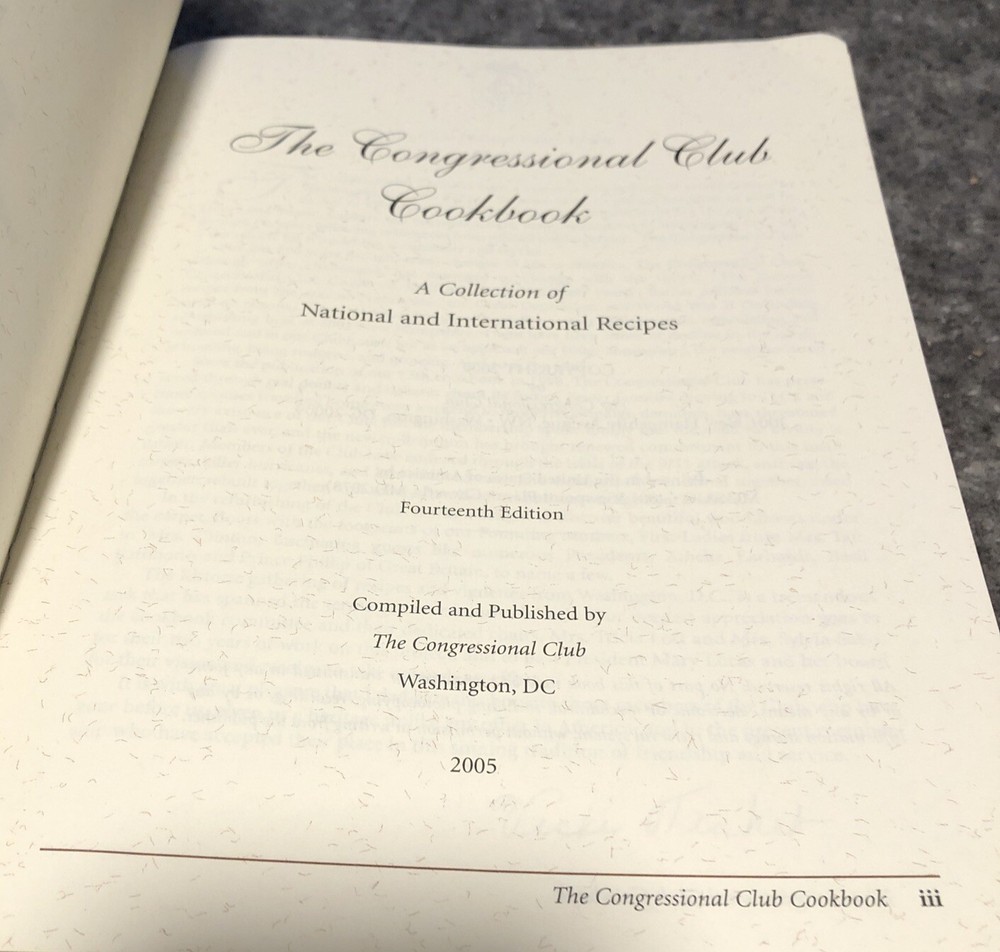 The Congressional Club
Cookbook
A Collection of
National and International Recipes
Fourteenth Edition
Compiled and Published by
The Congressional Club
Washington, DC
2005
The Congressional Club Cookbook iii